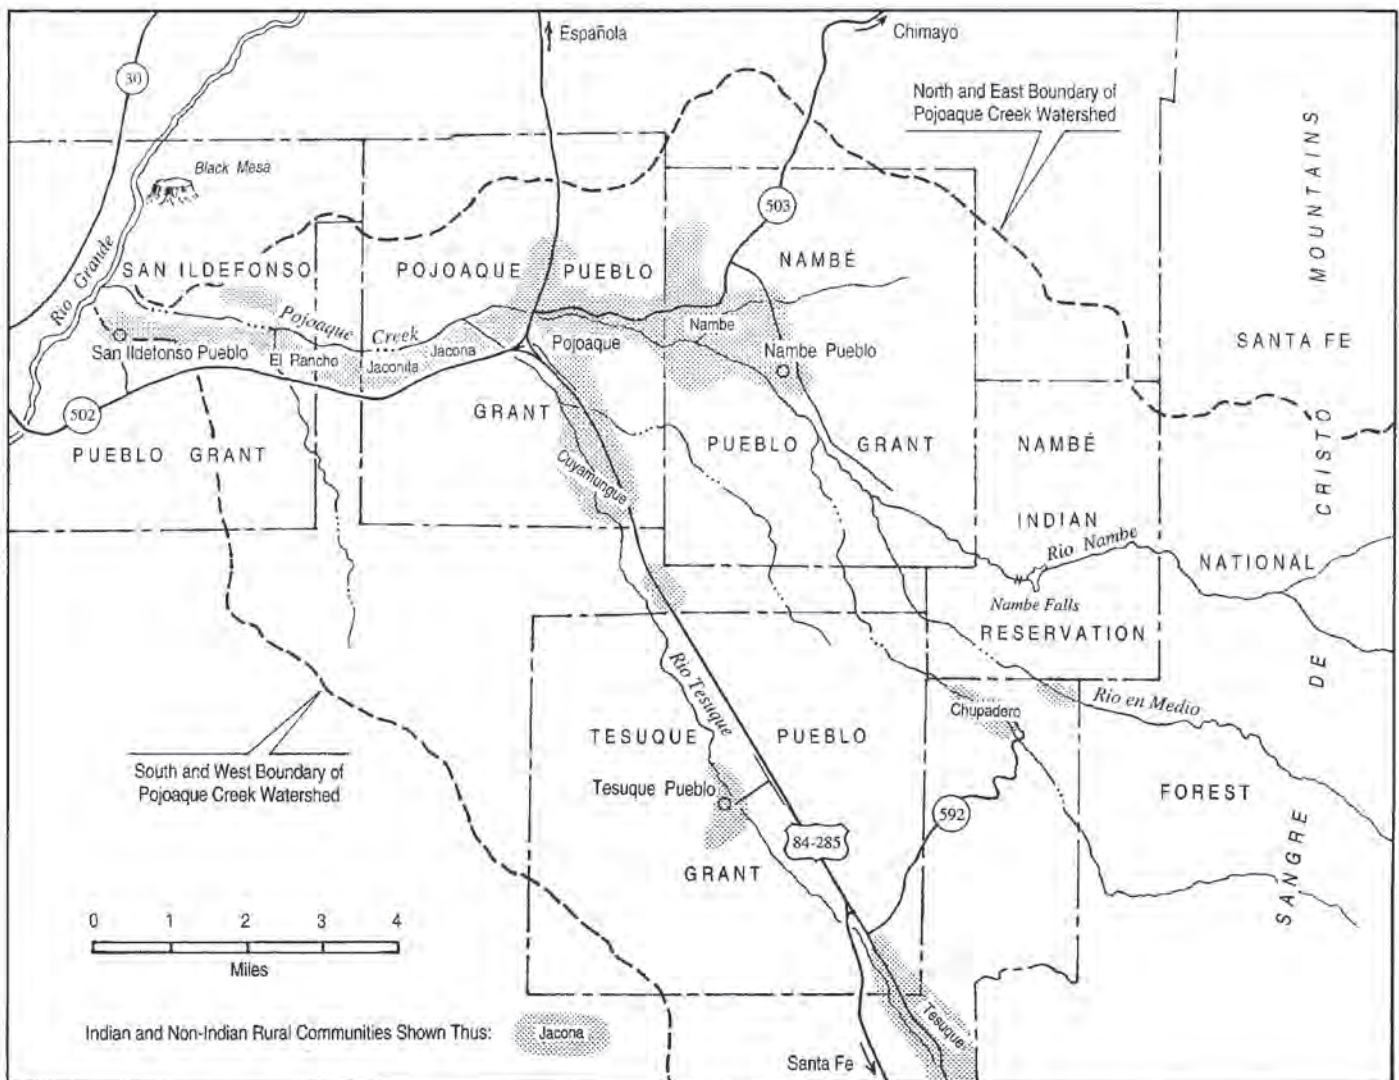 Española
Chimayo
30
North and East Boundary of
Pojoaque Creek Watershed
MOUNTAINS
Black Mesa
503
Rio Grande
SAN ILDEFONSO
POJOAQUE PUEBLO
NAMBÉ
Pojoaque Creek
Nambe
San Ildefonso Pueblo
El Rancho
Jaconita
Jacona
Pojoaque
Nambe Pueblo
SANTA FE
502
GRANT
PUEBLO GRANT
PUEBLO GRANT
NAMBÉ
CRISTO
Cuyamungue
INDIAN
Rio Nambe
NATIONAL
Nambe Falls
RESERVATION
DE
Rio Tesuque
Rio en Medio
Chupadero
TESUQUE PUEBLO
South and West Boundary of
Pojoaque Creek Watershed
Tesuque Pueblo
FOREST
592
84-285
SANGRE
GRANT
0 1 2 3 4
Miles
Tesuque
Indian and Non-Indian Rural Communities Shown Thus:
Jacona
Santa Fe